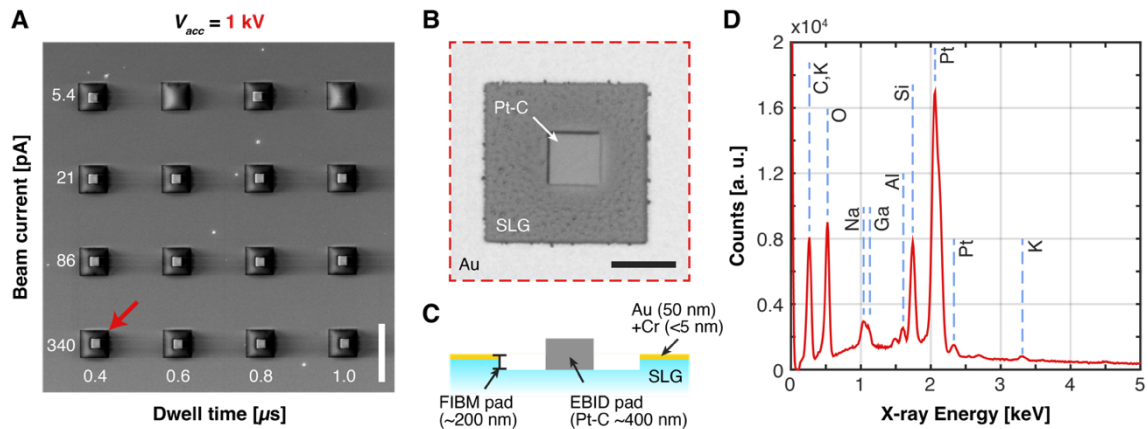 A
V_acc = 1 kV
Beam current [pA]
5.4
21
86
340
0.4 0.6 0.8 1.0
Dwell time [µs]
B
Pt-C
SLG
Au
C
Au (50 nm)
+Cr (<5 nm)
SLG
FIBM pad
(~200 nm)
EBID pad
(Pt-C ~400 nm)
D
x10⁴
Counts [a. u.]
2
1.6
1.2
0.8
0.4
0
C,K
O
Na
Ga
Al
Si
Pt
Pt
K
0 1 2 3 4 5
X-ray Energy [keV]